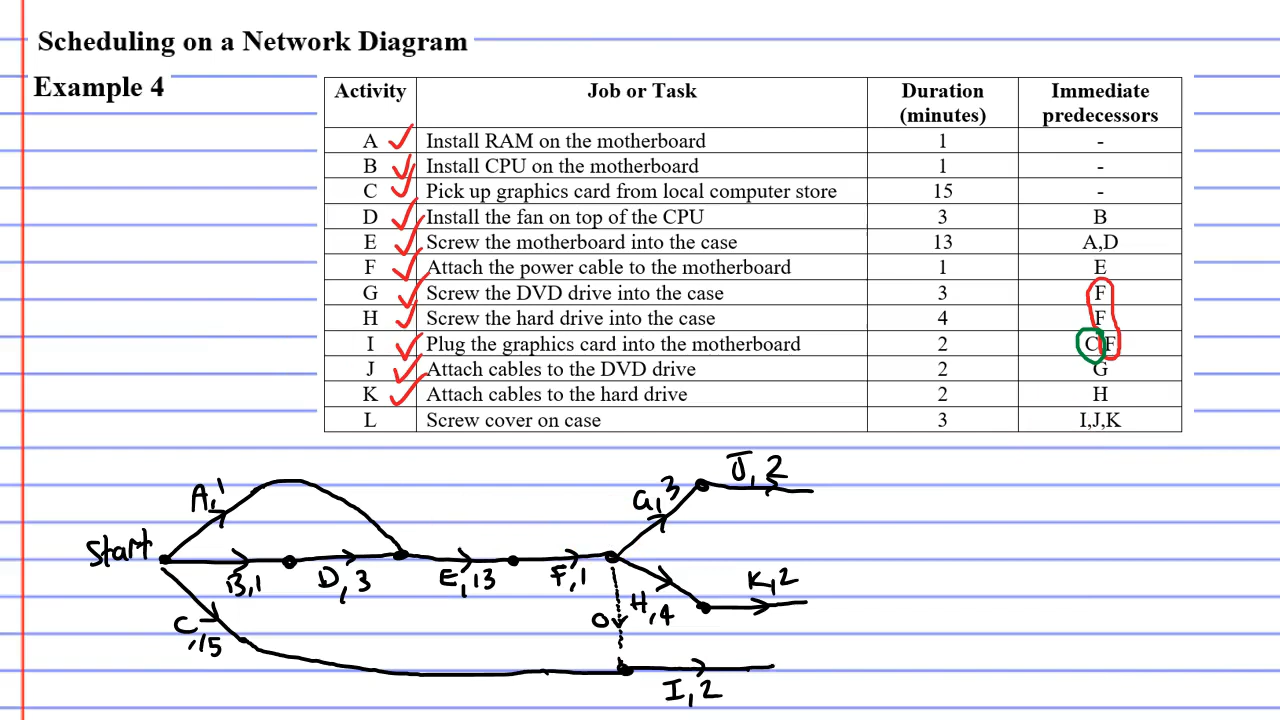 Scheduling on a Network Diagram
Example 4
Activity Job or Task Duration (minutes) Immediate predecessors
A Install RAM on the motherboard 1 -
B Install CPU on the motherboard 1 -
C Pick up graphics card from local computer store 15 -
D Install the fan on top of the CPU 3 B
E Screw the motherboard into the case 13 A,D
F Attach the power cable to the motherboard 1 E
G Screw the DVD drive into the case 3 F
H Screw the hard drive into the case 4 F
I Plug the graphics card into the motherboard 2 C F
J Attach cables to the DVD drive 2 G
K Attach cables to the hard drive 2 H
L Screw cover on case 3 I,J,K
J,2
A,1
G,3
Start
B,1
D,3
E,13
F,1
K,2
H,4
0
C,15
I,2